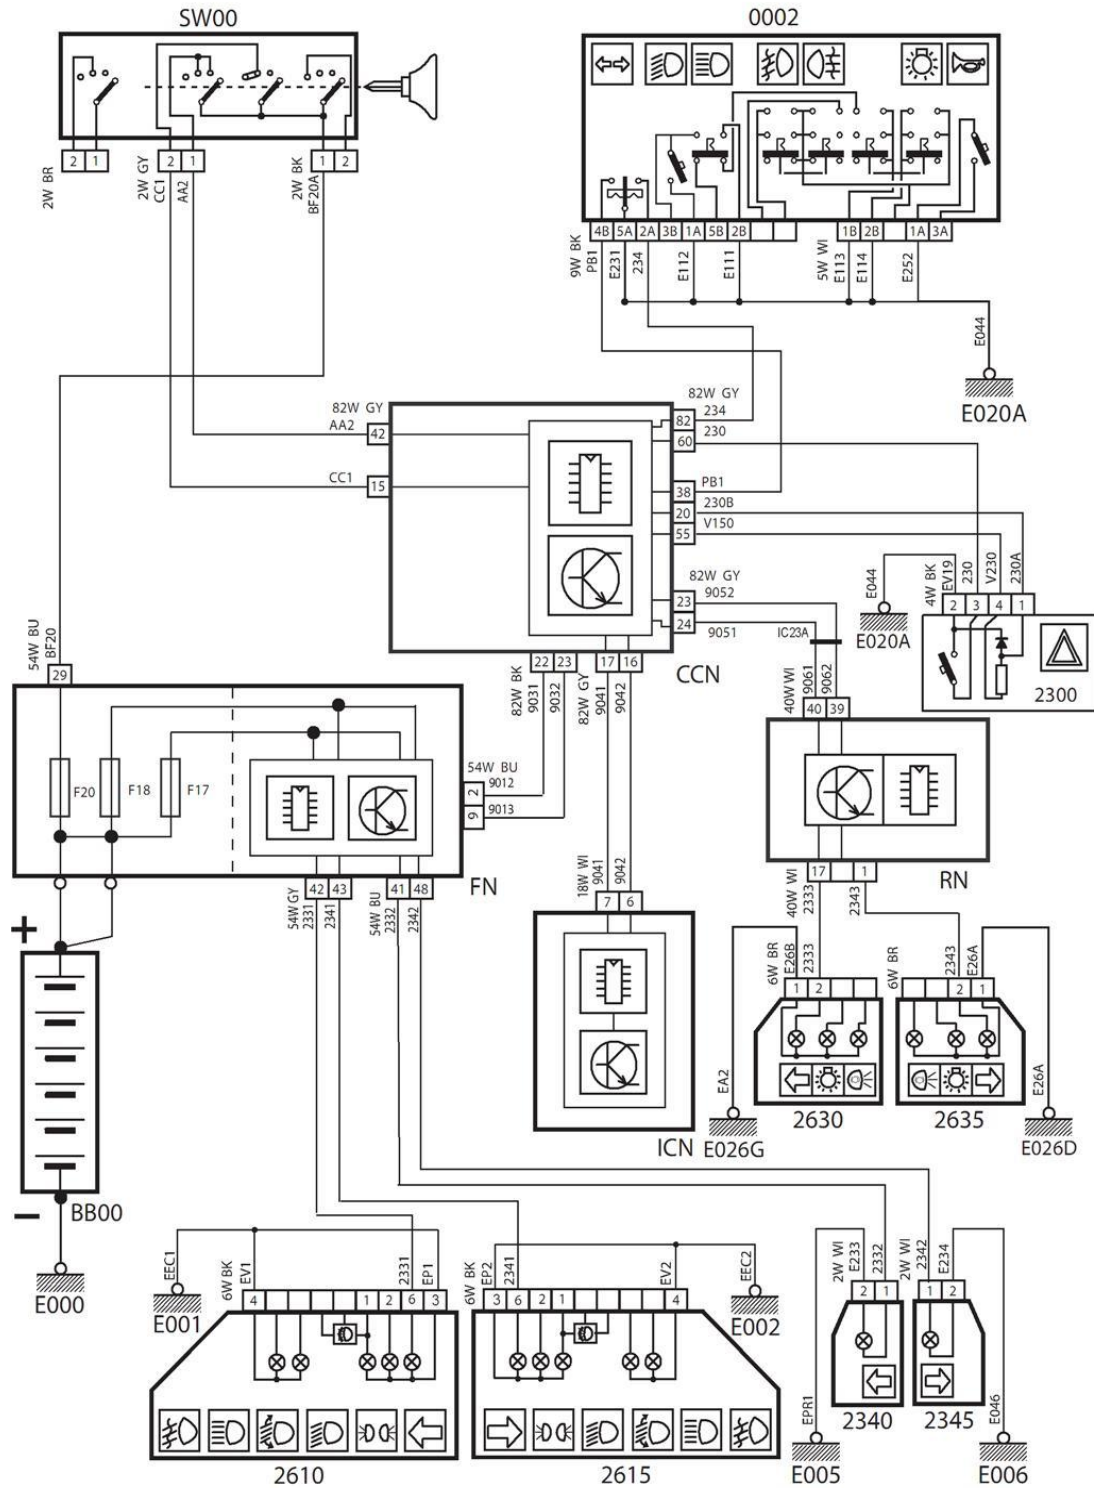 SW00
0002
2 1
2 1
1 2
2W BR
2W GY
CC1
AA2
2W BK
BF20A
4B 5A 2A 3B 1A 5B 2B
1B 2B 1A 3A
9W BK
PB1
E231
234
E112
E111
5W WI
E113
E114
E252
E044
E020A
82W GY
AA2
42
CC1
15
82W GY
82 234
60 230
38 PB1
20 230B
55 V150
82W GY
23 9052
24 9051
IC23A
CCN
E044
E020A
4W BK
EV19
230
V230
230A
2 3 4 1
2300
54W BU
BF20
29
22 23 17 16
82W BK
9031
9032
82W GY
9041
9042
40W WI
9061
9062
40 39
RN
F20 F18 F17
54W BU
2 9012
9 9013
FN
42 43 41 48
54W GY
2331
2341
54W BU
2332
2342
18W WI
9041
9042
7 6
ICN
17 1
40W WI
2333
2343
6W BR
E26B
2333
1 2
6W BR
2343
E26A
2 1
EA2
E026G
2630
2635
E26A
E026D
+
−
BB00
E000
EEC1
E001
6W BK
EV1
2331
EP1
4 1 2 6 3
2610
6W BK
EP2
2341
EV2
3 6 2 1 4
EEC2
E002
2615
2W WI
E233
2332
2 1
2W WI
2342
E234
1 2
2340
2345
EPR1
E005
E046
E006